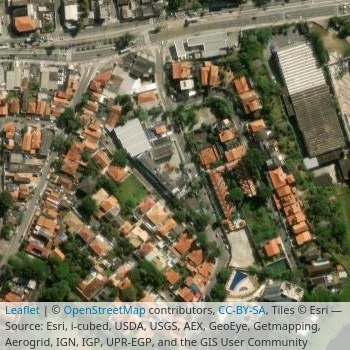 Leaflet | © OpenStreetMap contributors, CC-BY-SA, Tiles © Esri —
Source: Esri, i-cubed, USDA, USGS, AEX, GeoEye, Getmapping,
Aerogrid, IGN, IGP, UPR-EGP, and the GIS User Community